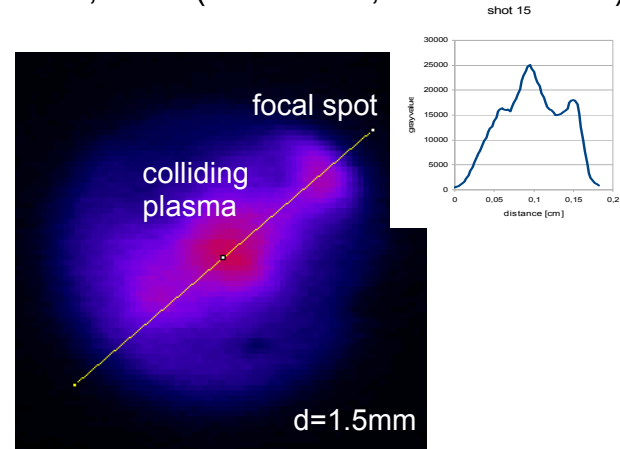 shot 15
30000
25000
20000
15000
10000
5000
0
grayvalue
0 0,05 0,1 0,15 0,2
distance [cm]
focal spot
colliding
plasma
d=1.5mm